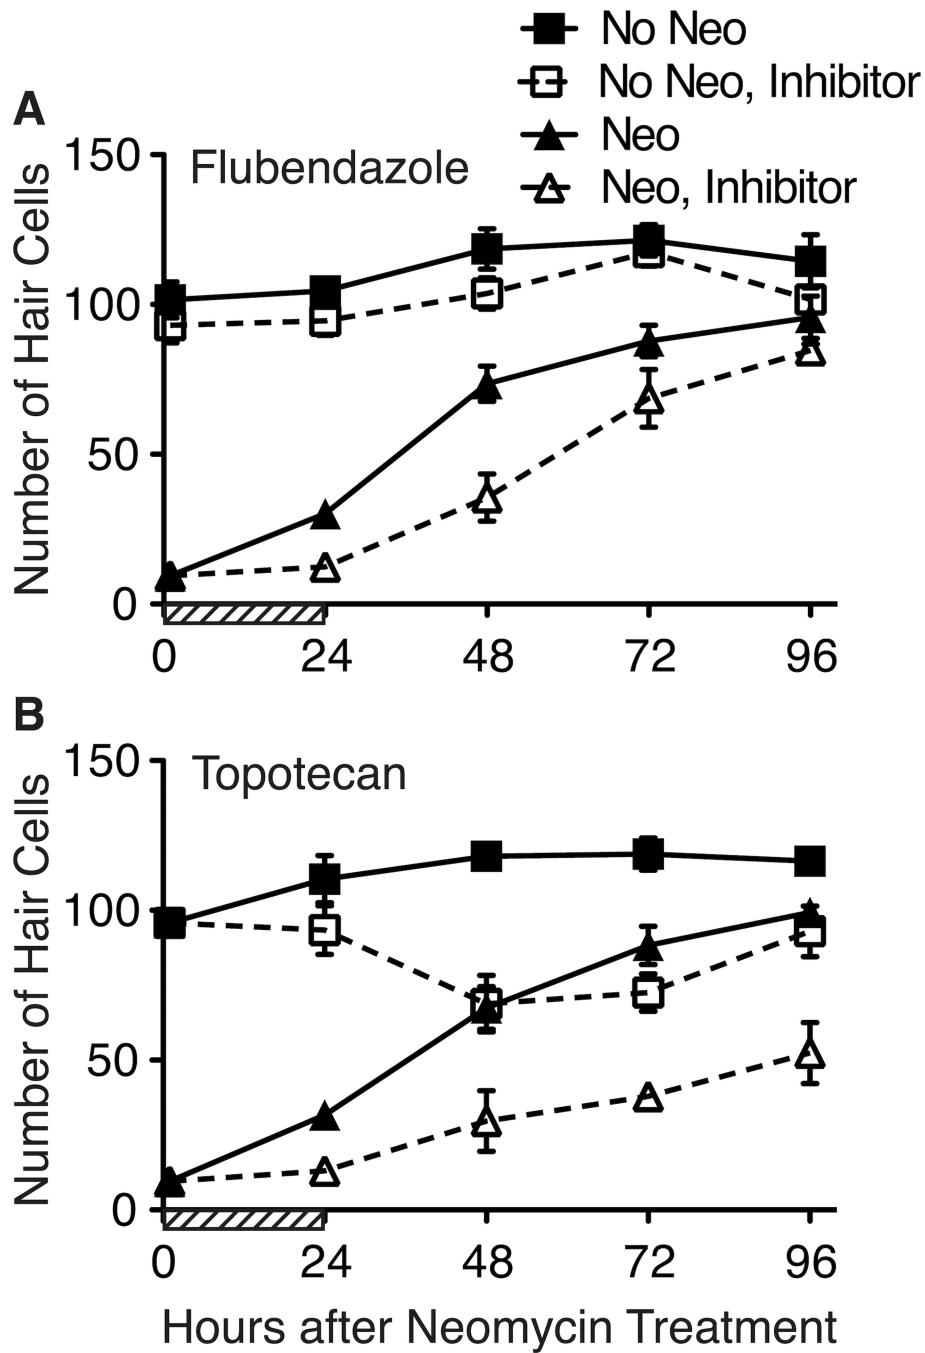 No Neo
No Neo, Inhibitor
Neo
Neo, Inhibitor
A
Flubendazole
Number of Hair Cells
150
100
50
0
0 24 48 72 96
B
Topotecan
Number of Hair Cells
150
100
50
0
0 24 48 72 96
Hours after Neomycin Treatment